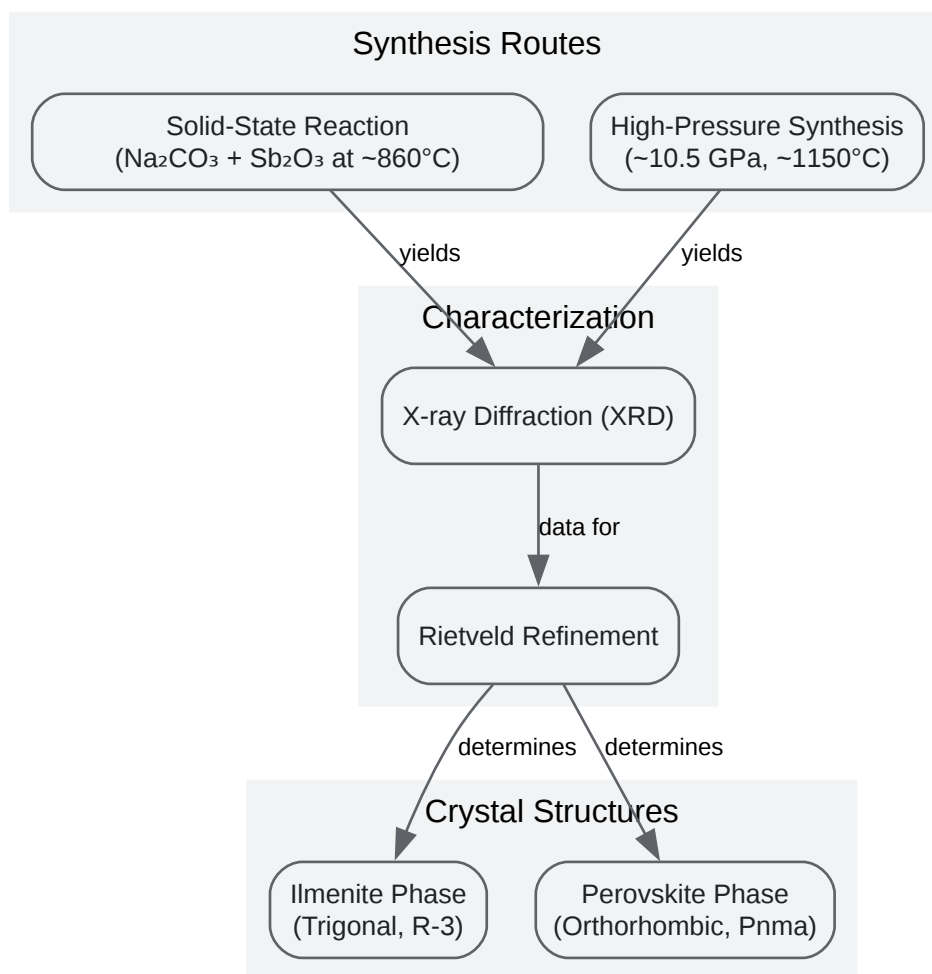 Synthesis Routes
Solid-State Reaction
(Na₂CO₃ + Sb₂O₃ at ~860°C)
High-Pressure Synthesis
(~10.5 GPa, ~1150°C)
yields
yields
Characterization
X-ray Diffraction (XRD)
data for
Rietveld Refinement
determines
determines
Crystal Structures
Ilmenite Phase
(Trigonal, R-3)
Perovskite Phase
(Orthorhombic, Pnma)